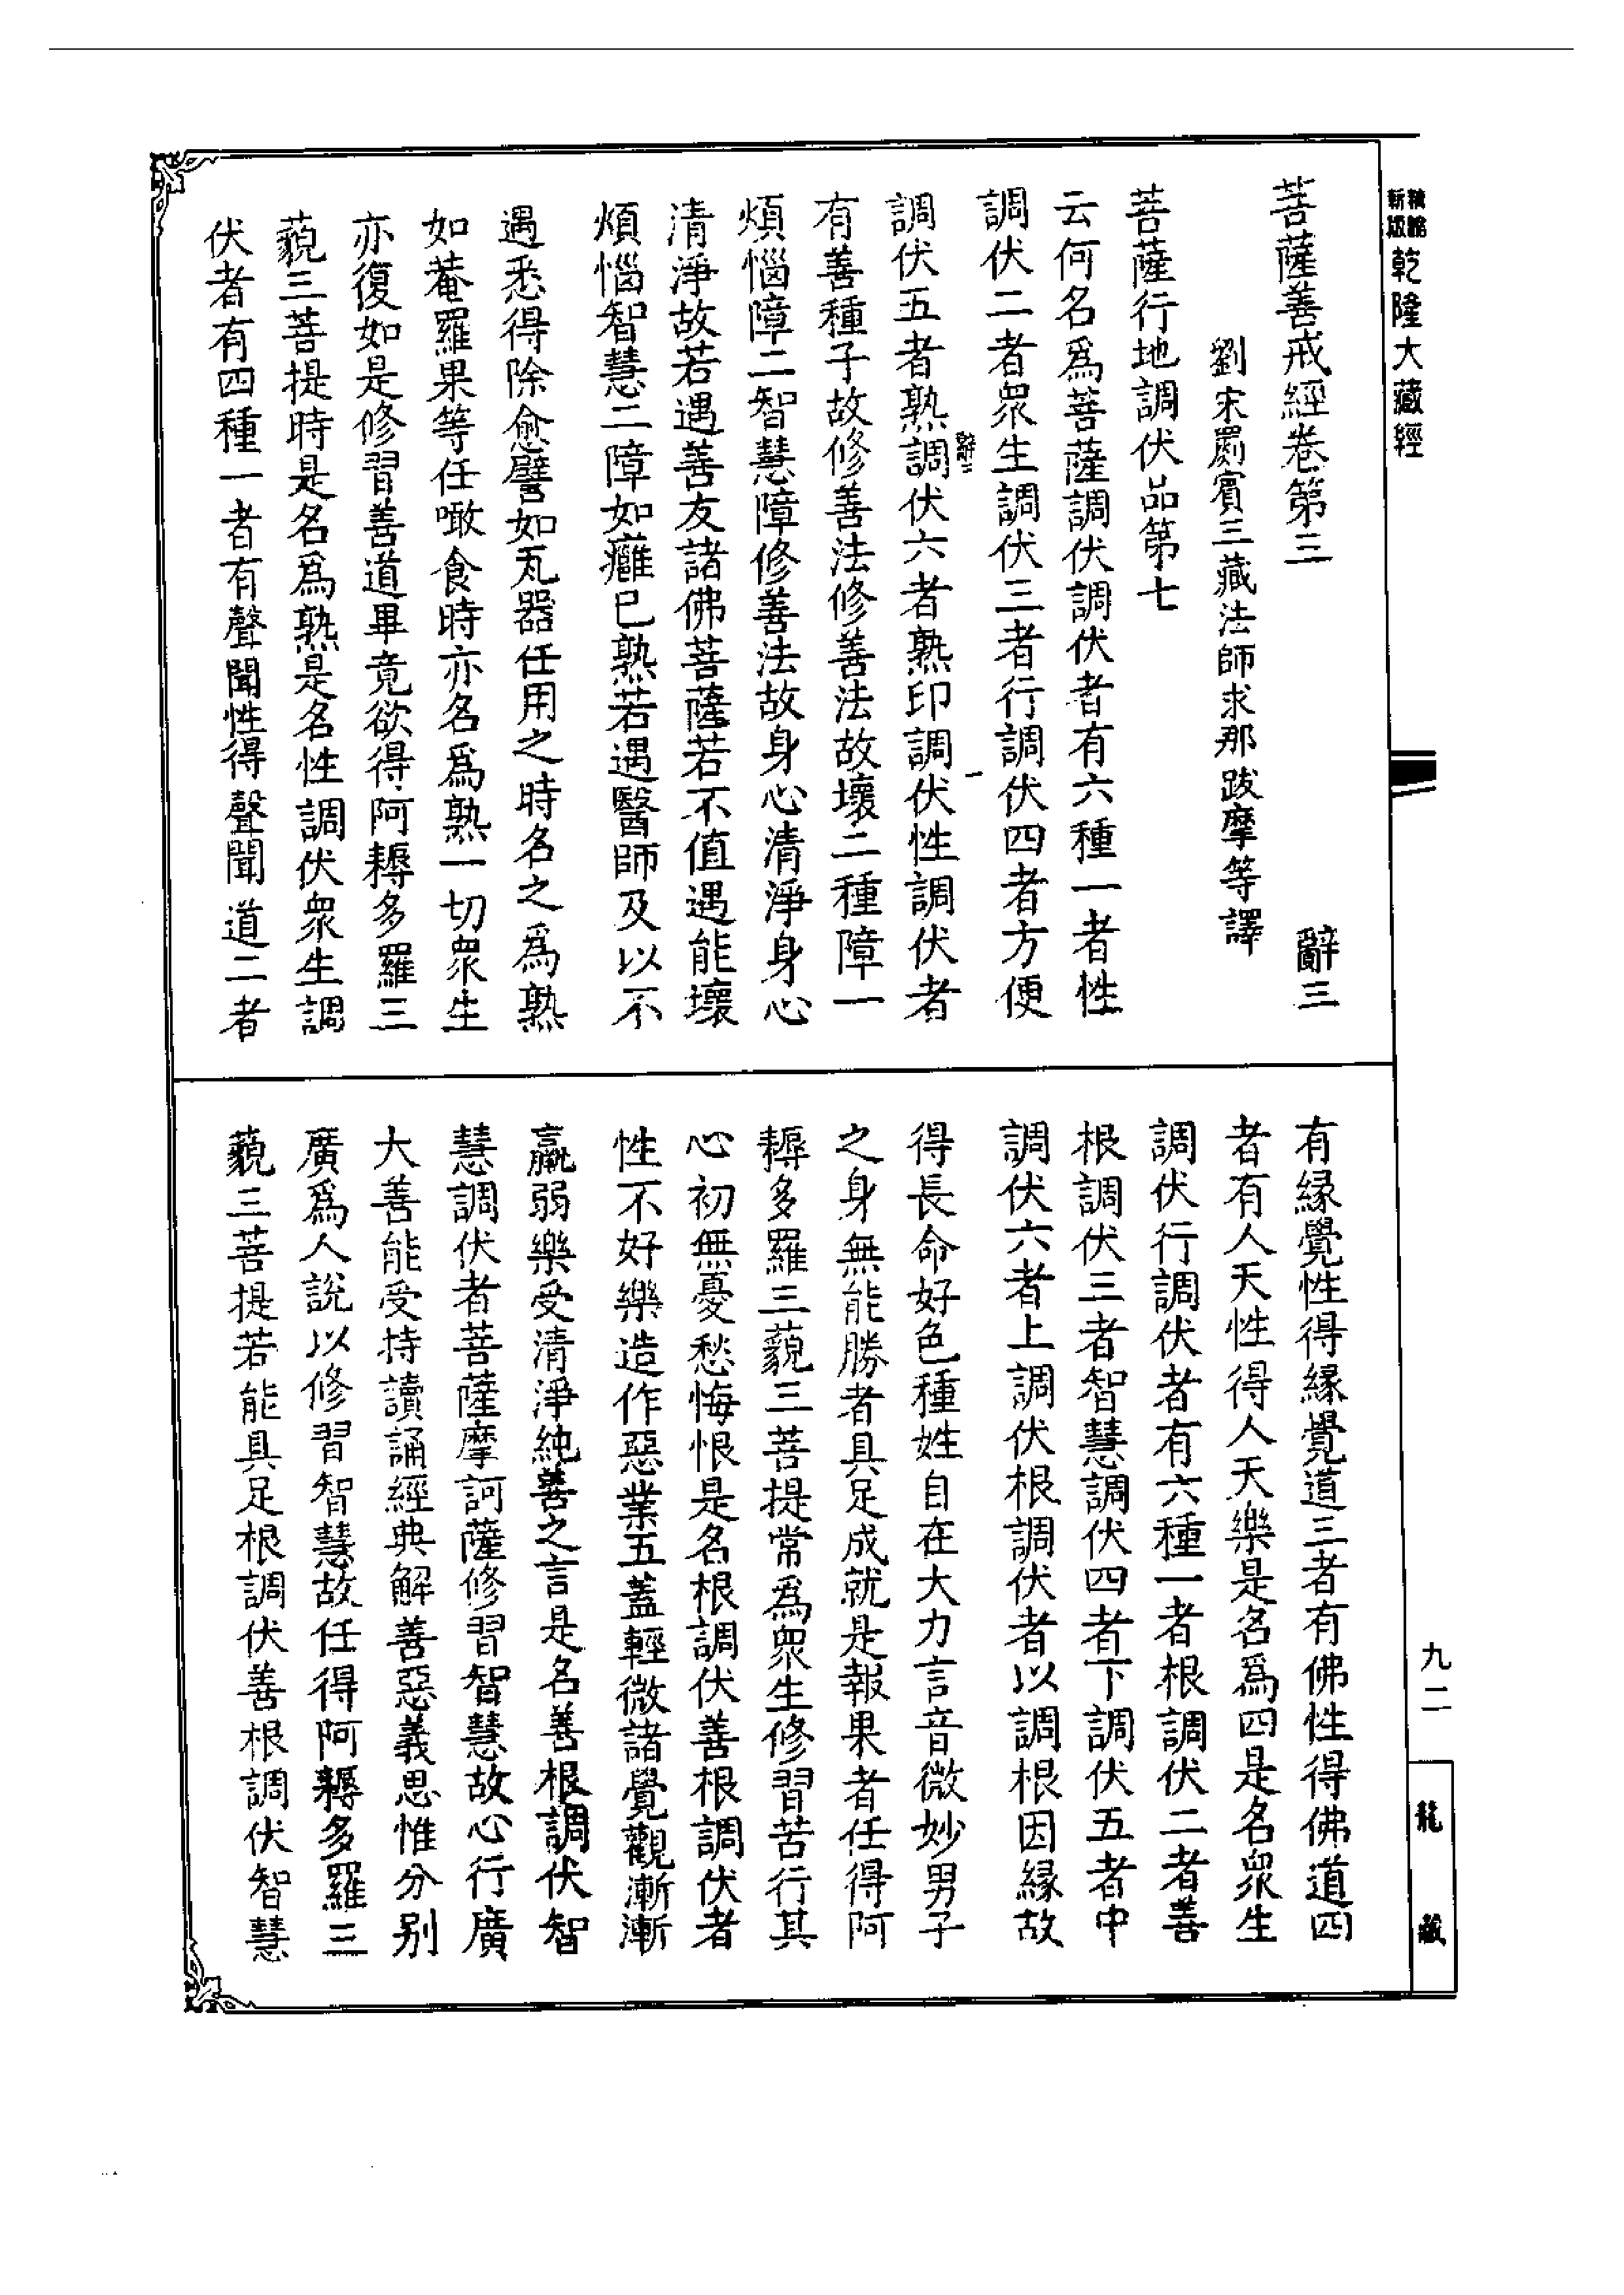 乾隆大藏經
菩薩善戒經卷第三 辭三
劉宋罽賓三藏法師求那跋摩等譯
菩薩行地調伏品第七
云何名爲菩薩調伏調伏者有六種一者性
調伏二者衆生調伏三者行調伏四者方便
調伏五者熟調伏六者熟印調伏性調伏者
有善種子故修善法修善法故壞二種障一
煩惱障二智慧障修善法故身心清淨身心
清淨故若遇善友諸佛菩薩若不值遇能壞
煩惱智慧二障如癰已熟若遇醫師及以不
遇悉得除愈譬如瓦器任用之時名之爲熟
如菴羅果等任噉食時亦名爲熟一切衆生
亦復如是修習善道畢竟欲得阿耨多羅三
藐三菩提時是名爲熟是名性調伏衆生調
伏者有四種一者有聲聞性得聲聞道二者
有緣覺性得緣覺道三者有佛性得佛道四
者有人天性得人天樂是名爲四是名衆生
調伏行調伏者有六種一者根調伏二者善
根調伏三者智慧調伏四者下調伏五者中
調伏六者上調伏根調伏者以調根因緣故
得長命好色種姓自在大力言音微妙男子
之身無能勝者具足成就是報果者任得阿
耨多羅三藐三菩提常爲衆生修習苦行其
心初無憂愁悔恨是名根調伏善根調伏者
性不好樂造作惡業五蓋輕微諸覺觀漸漸
羸弱樂受清淨純善之言是名善根調伏智
慧調伏者菩薩摩訶薩修習智慧故心行廣
大善能受持讀誦經典解善惡義思惟分別
廣爲人說以修習智慧故任得阿耨多羅三
藐三菩提若能具足根調伏善根調伏智慧
九二
龍藏